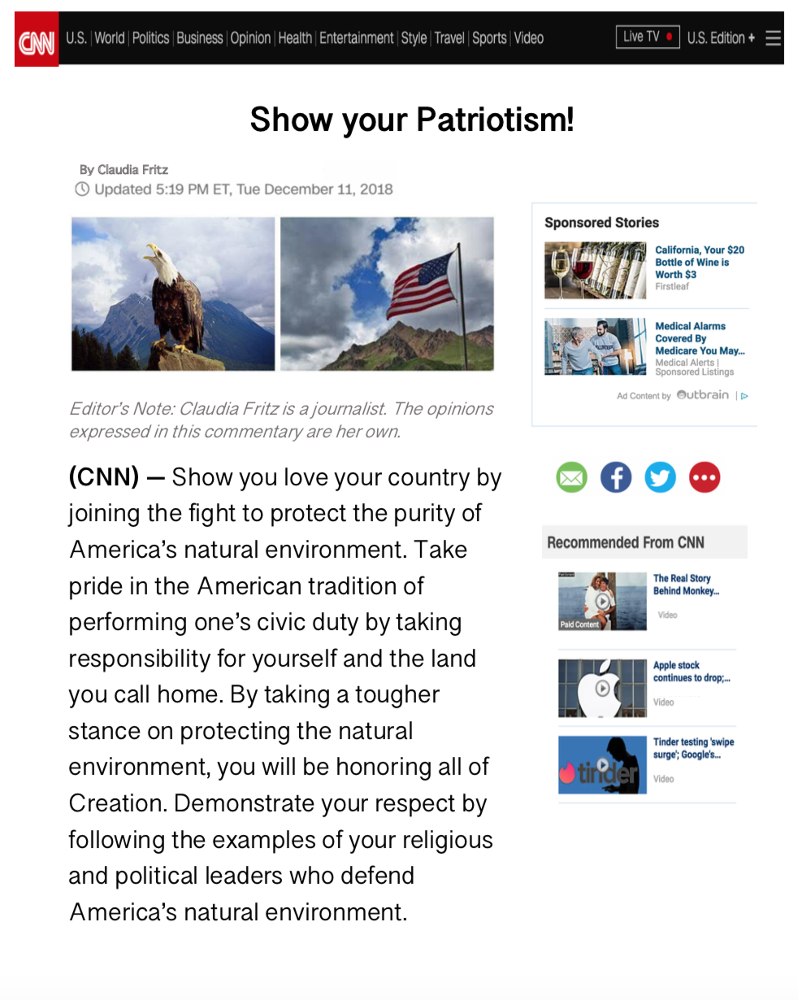 CNN
U.S. | World | Politics | Business | Opinion | Health | Entertainment | Style | Travel | Sports | Video
Live TV
U.S. Edition +
Show your Patriotism!
By Claudia Fritz
Updated 5:19 PM ET, Tue December 11, 2018
Editor's Note: Claudia Fritz is a journalist. The opinions
expressed in this commentary are her own.
(CNN) — Show you love your country by
joining the fight to protect the purity of
America's natural environment. Take
pride in the American tradition of
performing one's civic duty by taking
responsibility for yourself and the land
you call home. By taking a tougher
stance on protecting the natural
environment, you will be honoring all of
Creation. Demonstrate your respect by
following the examples of your religious
and political leaders who defend
America's natural environment.
Sponsored Stories
California, Your $20
Bottle of Wine is
Worth $3
Firstleaf
Medical Alarms
Covered By
Medicare You May...
Medical Alerts |
Sponsored Listings
Ad Content by Outbrain |
Recommended From CNN
The Real Story
Behind Monkey...
Video
Paid Content
Apple stock
continues to drop;...
Video
Tinder testing 'swipe
surge'; Google's...
Video
tinder